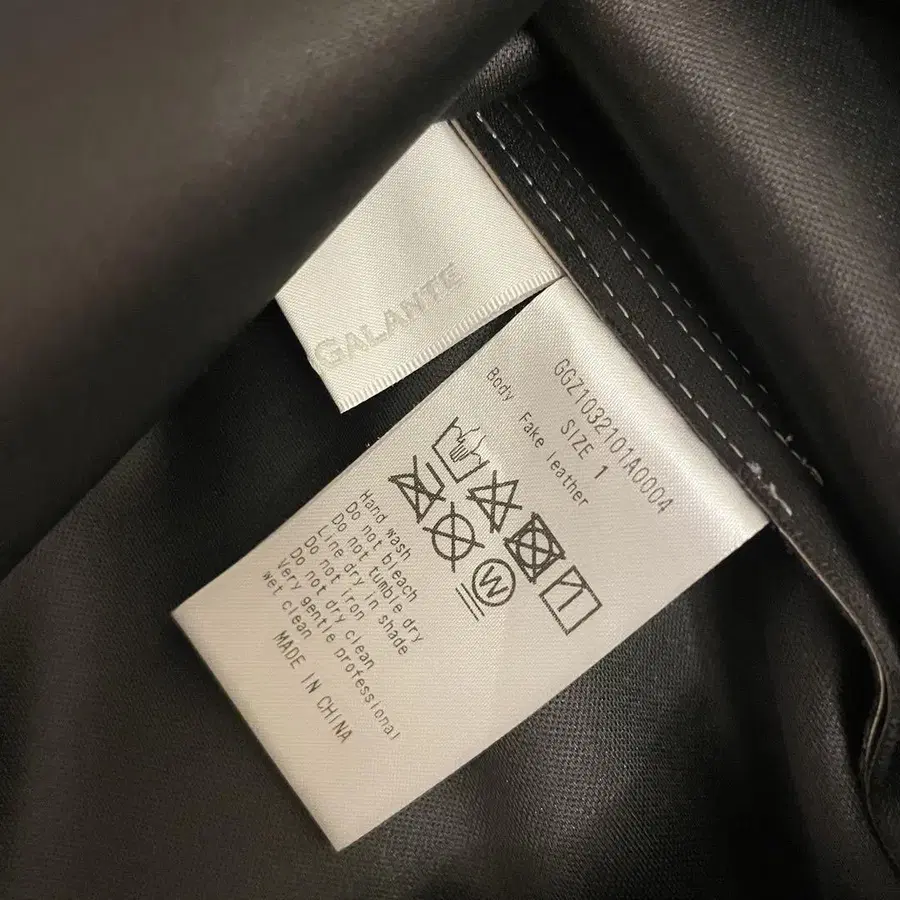 GALANTE
GGZ1032101A0004
SIZE 1
Body Fake leather
W
Hand wash
Do not bleach
Do not tumble dry
Line dry in shade
Do not iron
Do not dry clean
Very gentle professional
wet clean
MADE IN CHINA